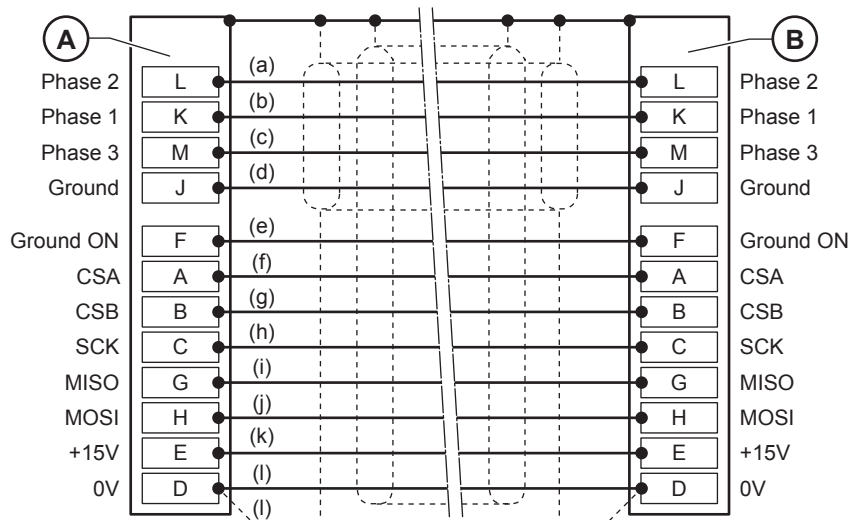 A B
Phase 2 L (a) L Phase 2
Phase 1 K (b) K Phase 1
Phase 3 M (c) M Phase 3
Ground J (d) J Ground
Ground ON F (e) F Ground ON
CSA A (f) A CSA
CSB B (g) B CSB
SCK C (h) C SCK
MISO G (i) G MISO
MOSI H (j) H MOSI
+15V E (k) E +15V
0V D (l) D 0V
(l)